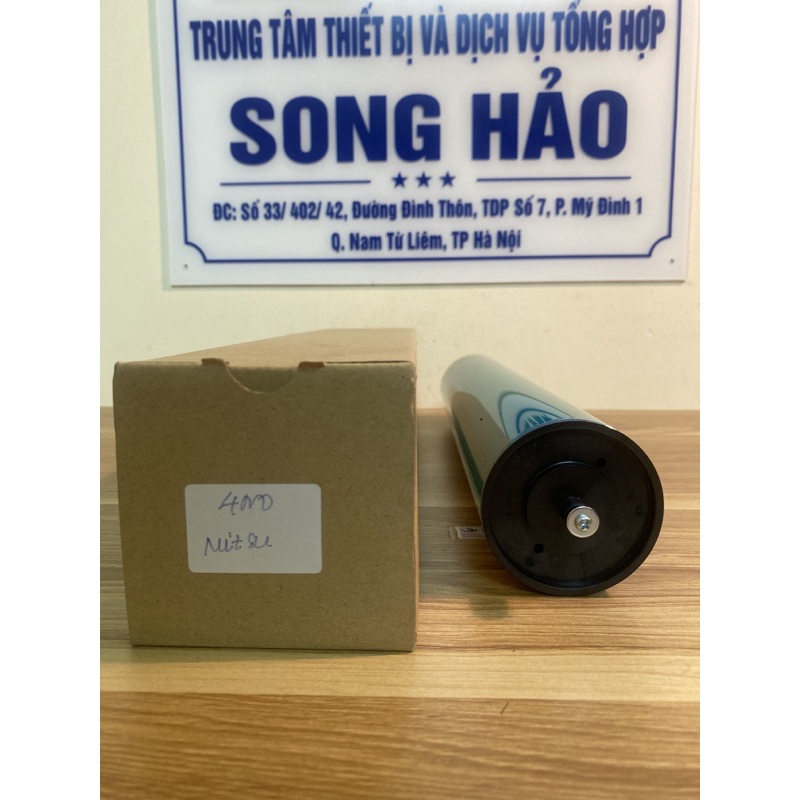 TRUNG TÂM THIẾT BỊ VÀ DỊCH VỤ TỔNG HỢP
SONG HẢO
ĐC: Số 33/ 402/ 42, Đường Đình Thôn, TDP Số 7, P. Mỹ Đình 1
Q. Nam Từ Liêm, TP Hà Nội
Mitsu